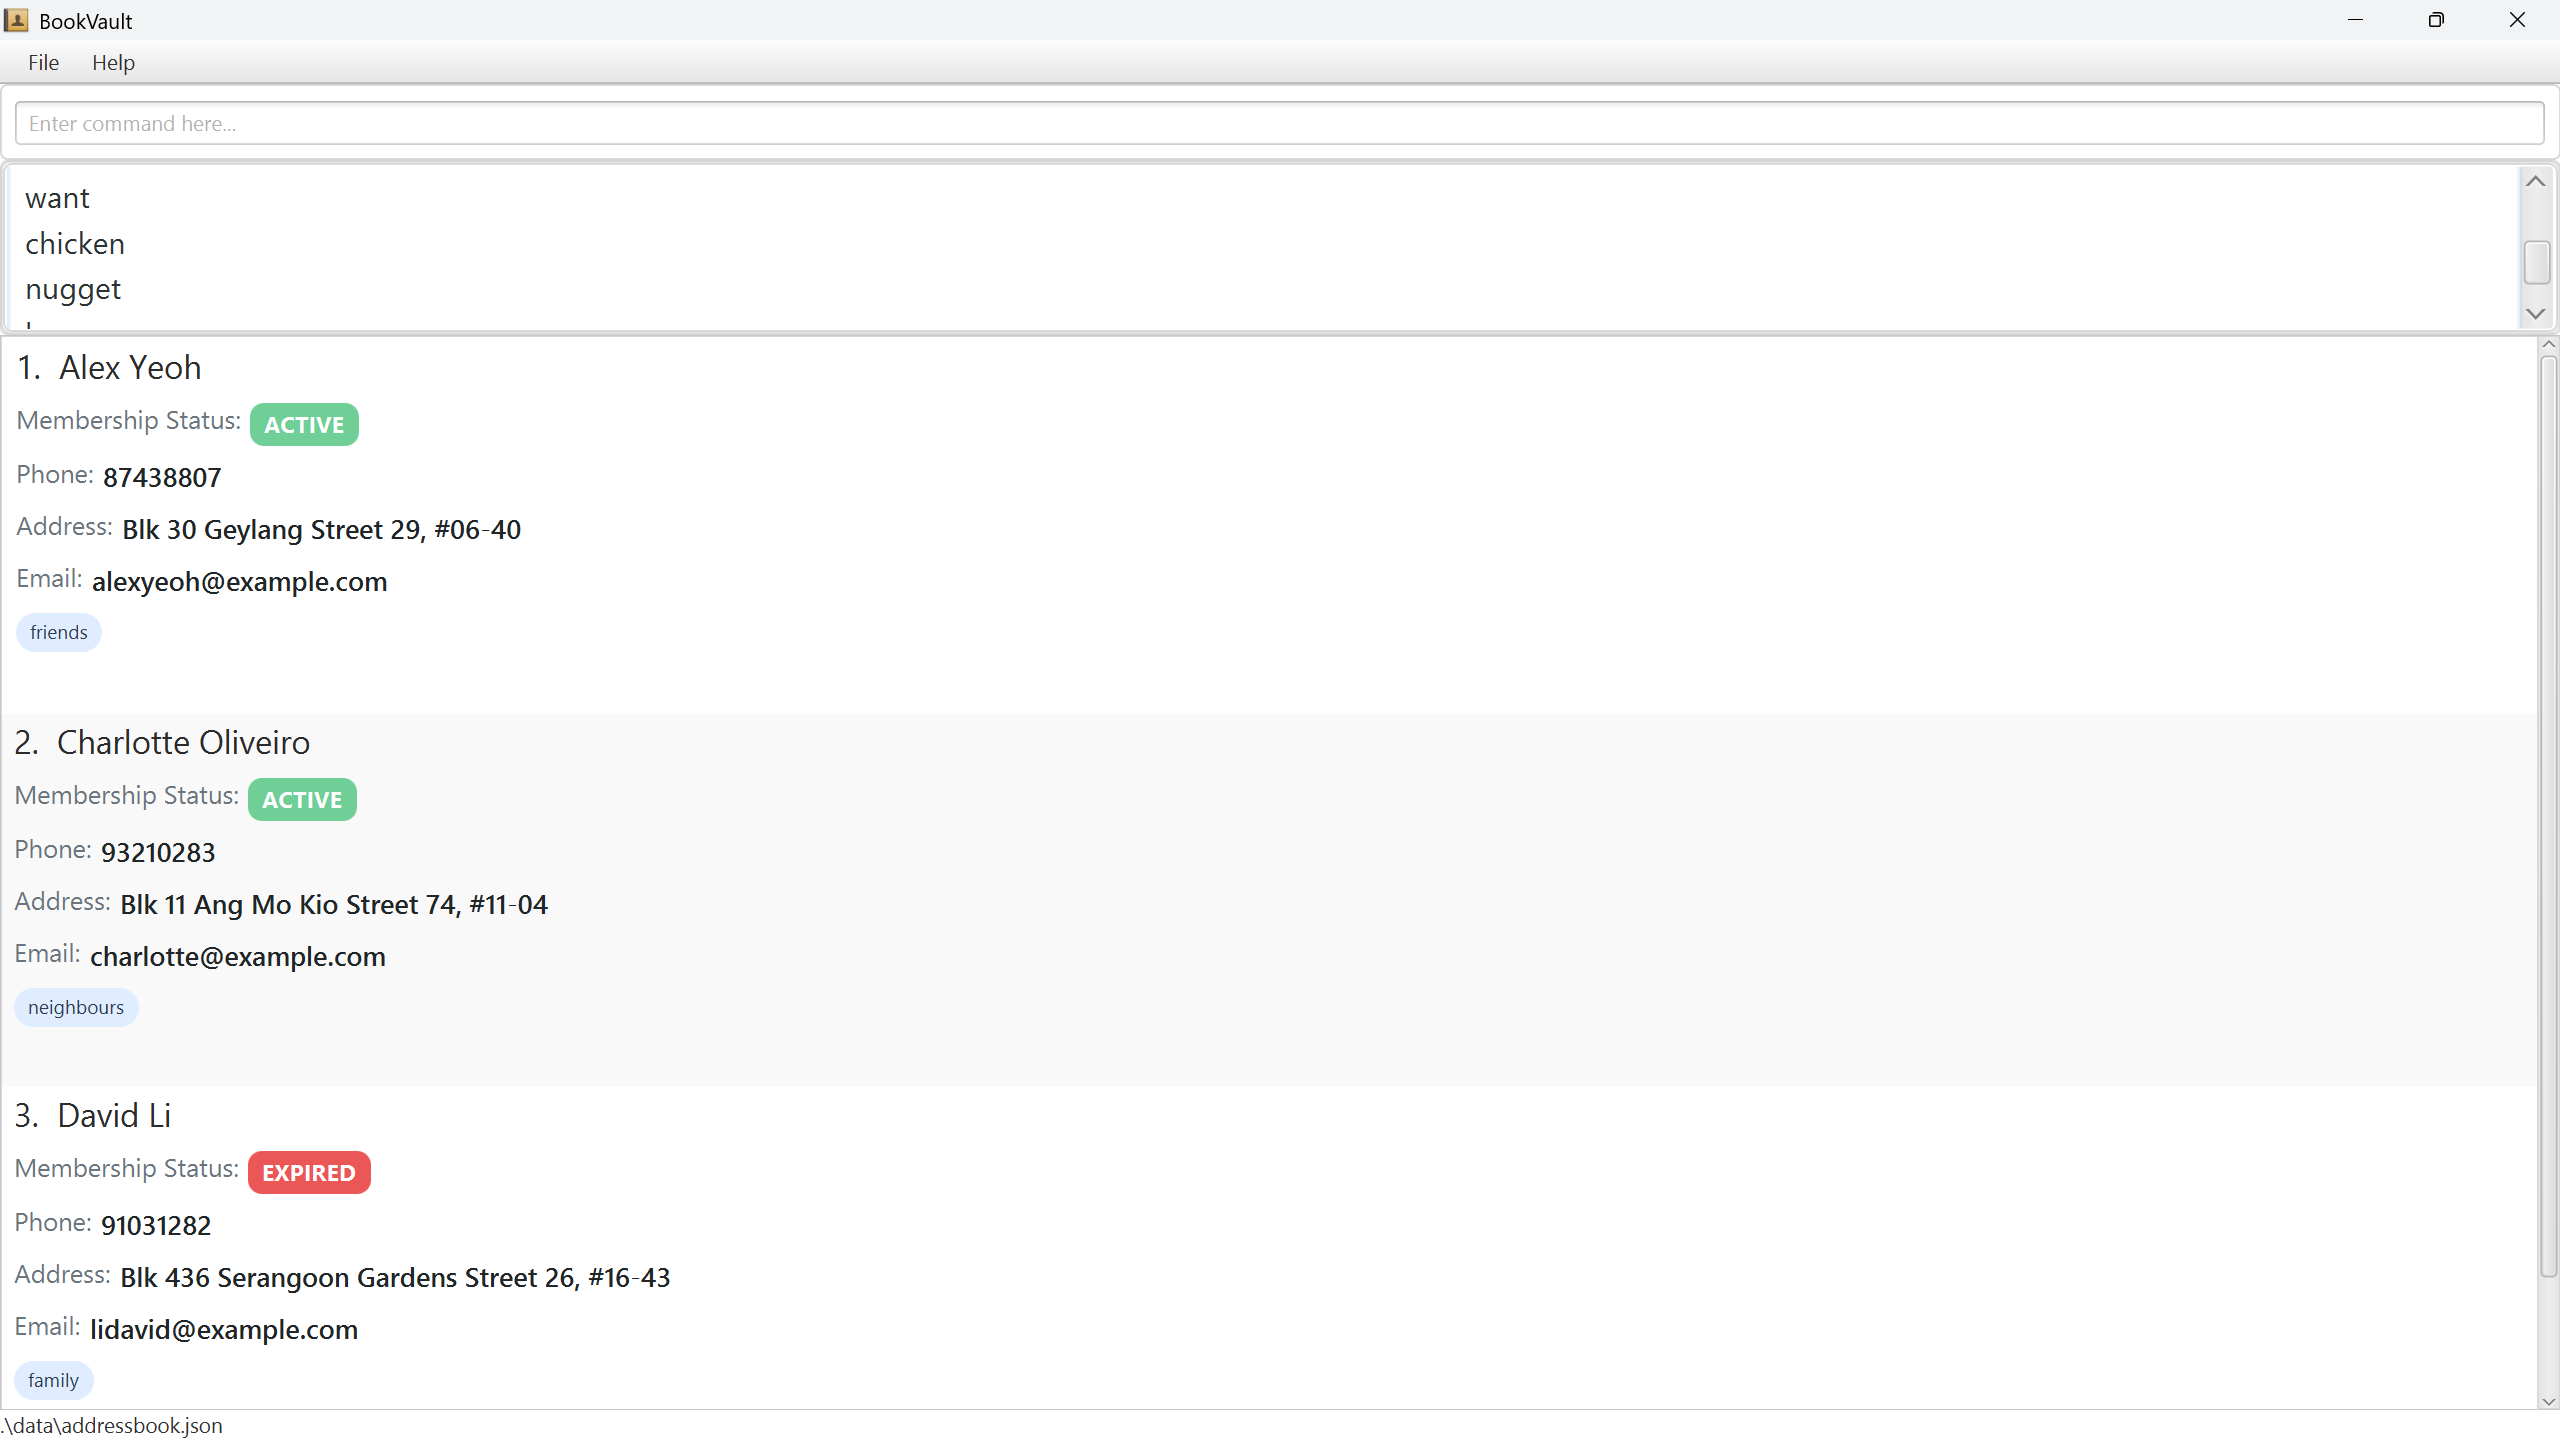 BookVault
File Help
Enter command here...
want
chicken
nugget
1. Alex Yeoh
Membership Status: ACTIVE
Phone: 87438807
Address: Blk 30 Geylang Street 29, #06-40
Email: alexyeoh@example.com
friends
2. Charlotte Oliveiro
Membership Status: ACTIVE
Phone: 93210283
Address: Blk 11 Ang Mo Kio Street 74, #11-04
Email: charlotte@example.com
neighbours
3. David Li
Membership Status: EXPIRED
Phone: 91031282
Address: Blk 436 Serangoon Gardens Street 26, #16-43
Email: lidavid@example.com
family
.\data\addressbook.json